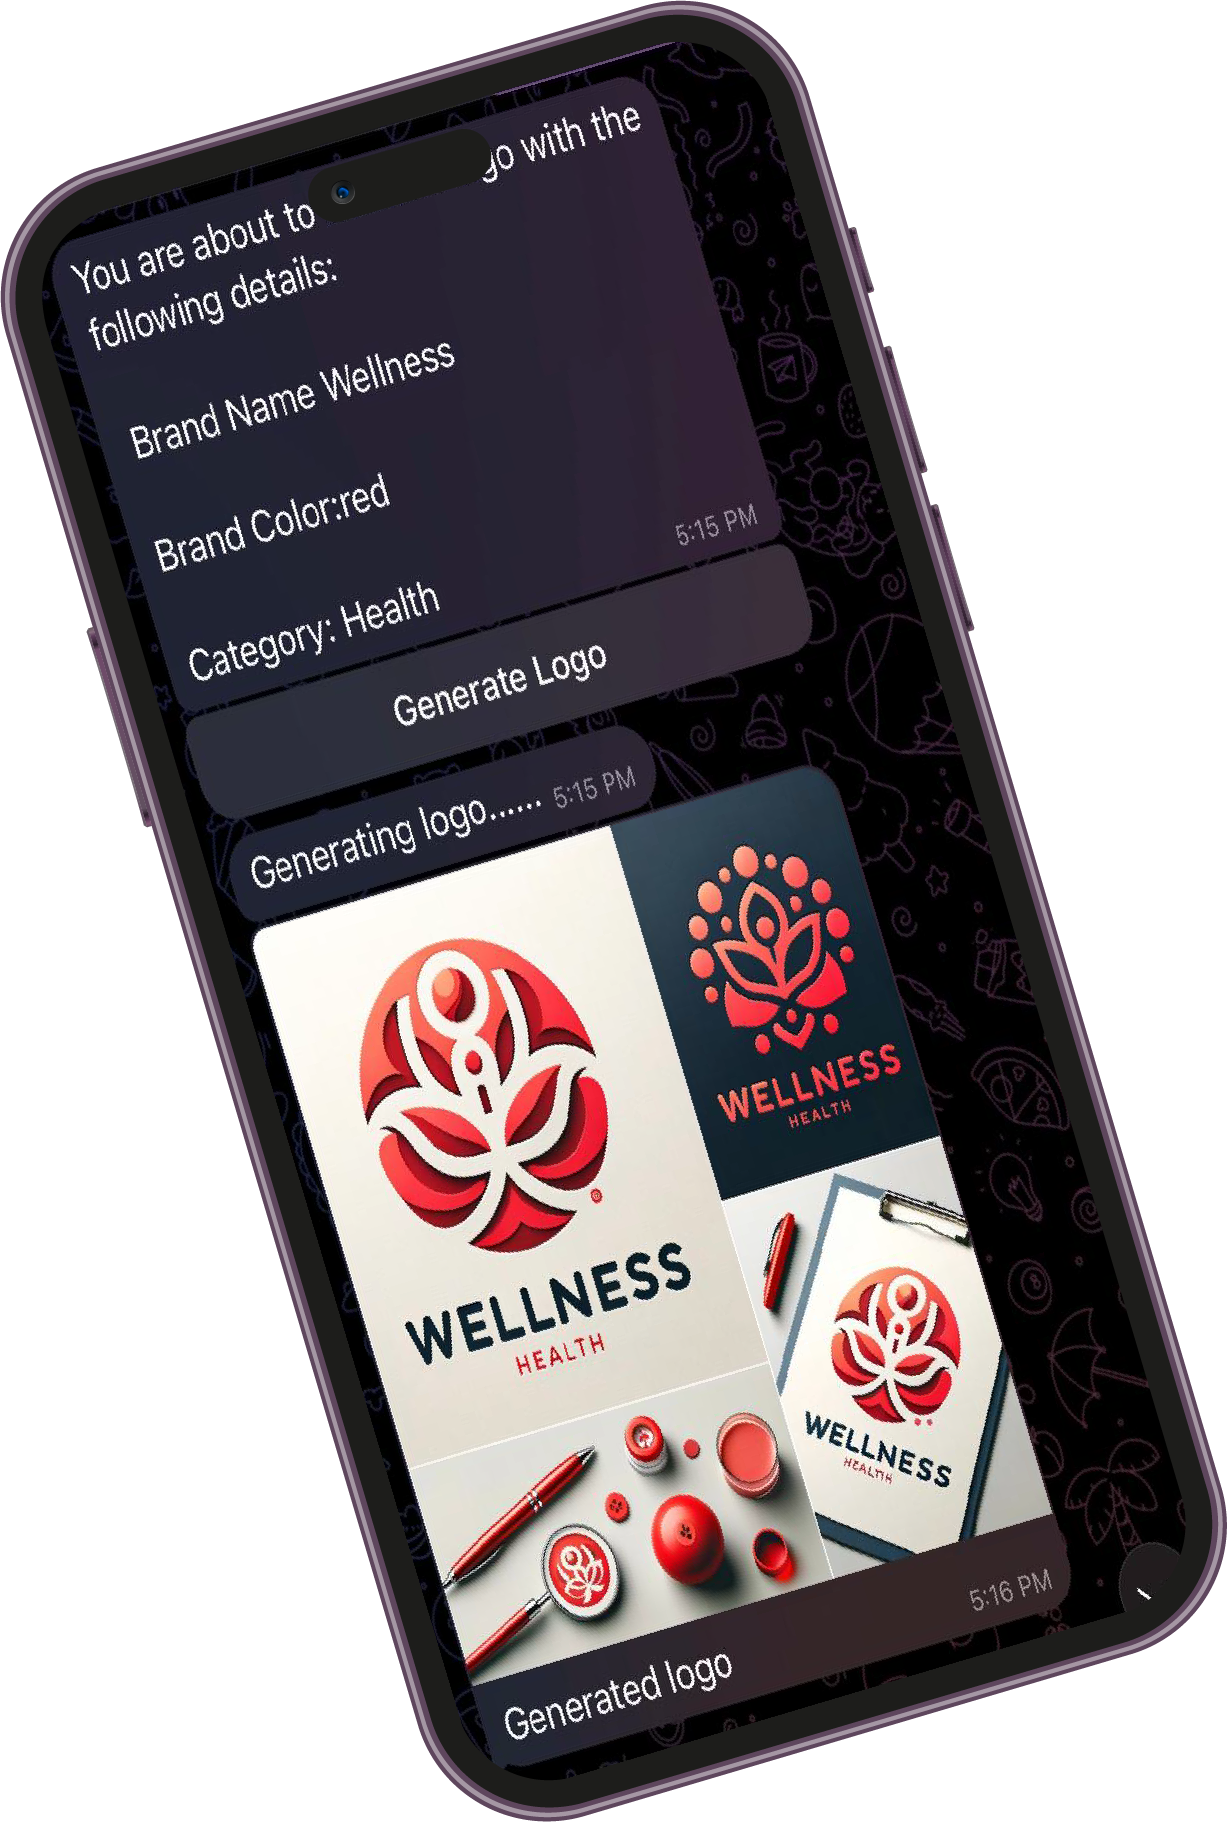 You are about to go with the
following details:
Brand Name Wellness
Brand Color:red
Category: Health
5:15 PM
Generate Logo
Generating logo...... 5:15 PM
WELLNESS
HEALTH
WELLNESS
HEALTH
WELLNESS
HEALTH
5:16 PM
Generated logo